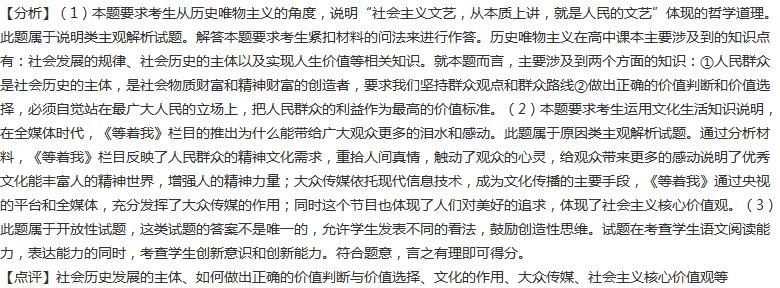 【分析】（1）本题要求考生从历史唯物主义的角度，说明“社会主义文艺，从本质上讲，就是人民的文艺”体现的哲学道理。
此题属于说明类主观解析试题。解答本题要求考生紧扣材料的问法来进行作答。历史唯物主义在高中课本主要涉及到的知识点
有：社会发展的规律、社会历史的主体以及实现人生价值等相关知识。就本题而言，主要涉及到两个方面的知识：①人民群众
是社会历史的主体，是社会物质财富和精神财富的创造者，要求我们坚持群众观点和群众路线②做出正确的价值判断和价值选
择，必须自觉站在最广大人民的立场上，把人民群众的利益作为最高的价值标准。（2）本题要求考生运用文化生活知识说明，
在全媒体时代，《等着我》栏目的推出为什么能带给广大观众更多的泪水和感动。此题属于原因类主观解析试题。通过分析材
料，《等着我》栏目反映了人民群众的精神文化需求，重拾人间真情，触动了观众的心灵，给观众带来更多的感动说明了优秀
文化能丰富人的精神世界，增强人的精神力量；大众传媒依托现代信息技术，成为文化传播的主要手段，《等着我》通过央视
的平台和全媒体，充分发挥了大众传媒的作用；同时这个节目也体现了人们对美好的追求，体现了社会主义核心价值观。（3）
此题属于开放性试题，这类试题的答案不是唯一的，允许学生发表不同的看法，鼓励创造性思维。试题在考查学生语文阅读能
力，表达能力的同时，考查学生创新意识和创新能力。符合题意，言之有理即可得分。
【点评】社会历史发展的主体、如何做出正确的价值判断与价值选择、文化的作用、大众传媒、社会主义核心价值观等